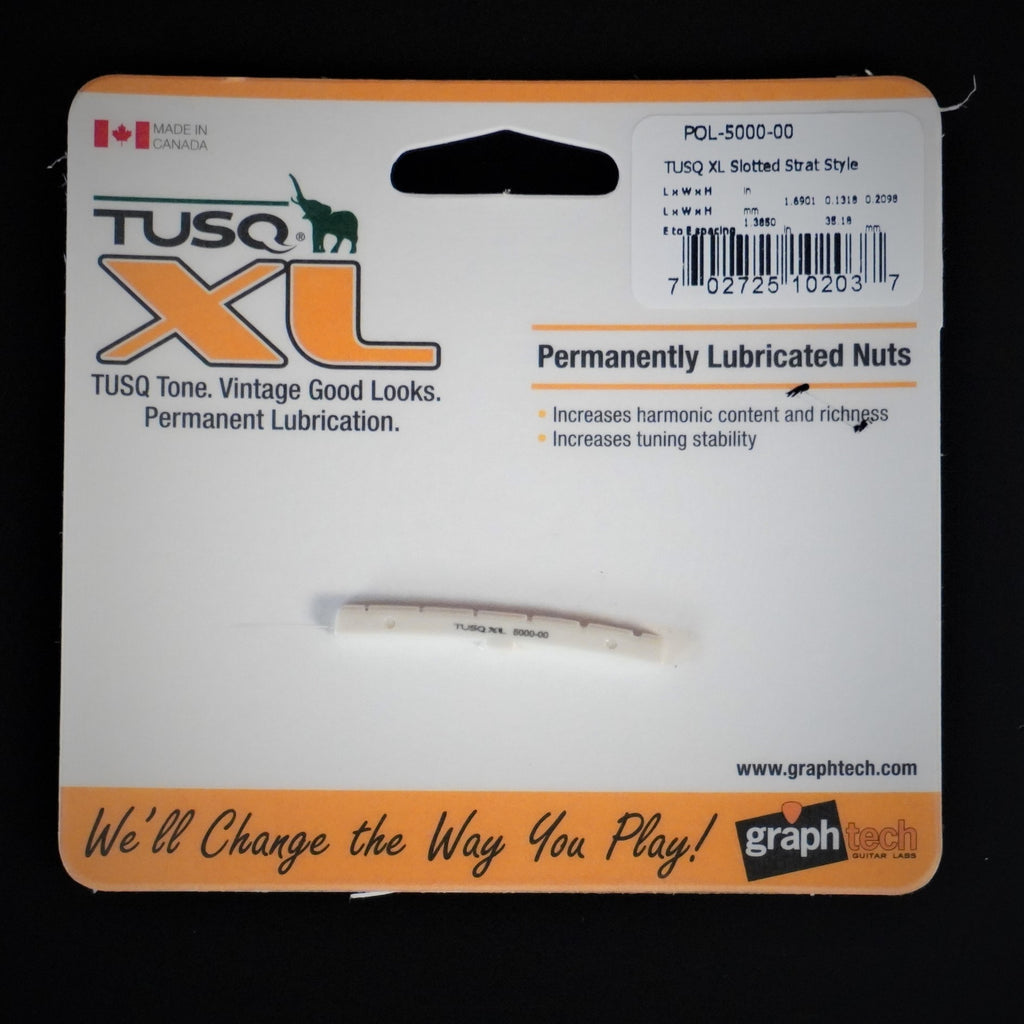 MADE IN
CANADA
POL-5000-00
TUSQ XL Slotted Strat Style
L x W x H in 1.6901 0.1318 0.2098
L x W x H mm
E to E spacing 1.3850 in 35.18 mm
7 02725 10203 7
TUSQ®
XL
TUSQ Tone. Vintage Good Looks.
Permanent Lubrication.
Permanently Lubricated Nuts
• Increases harmonic content and richness
• Increases tuning stability
TUSQ XL 5000-00
www.graphtech.com
We'll Change the Way You Play!
graph tech
GUITAR LABS